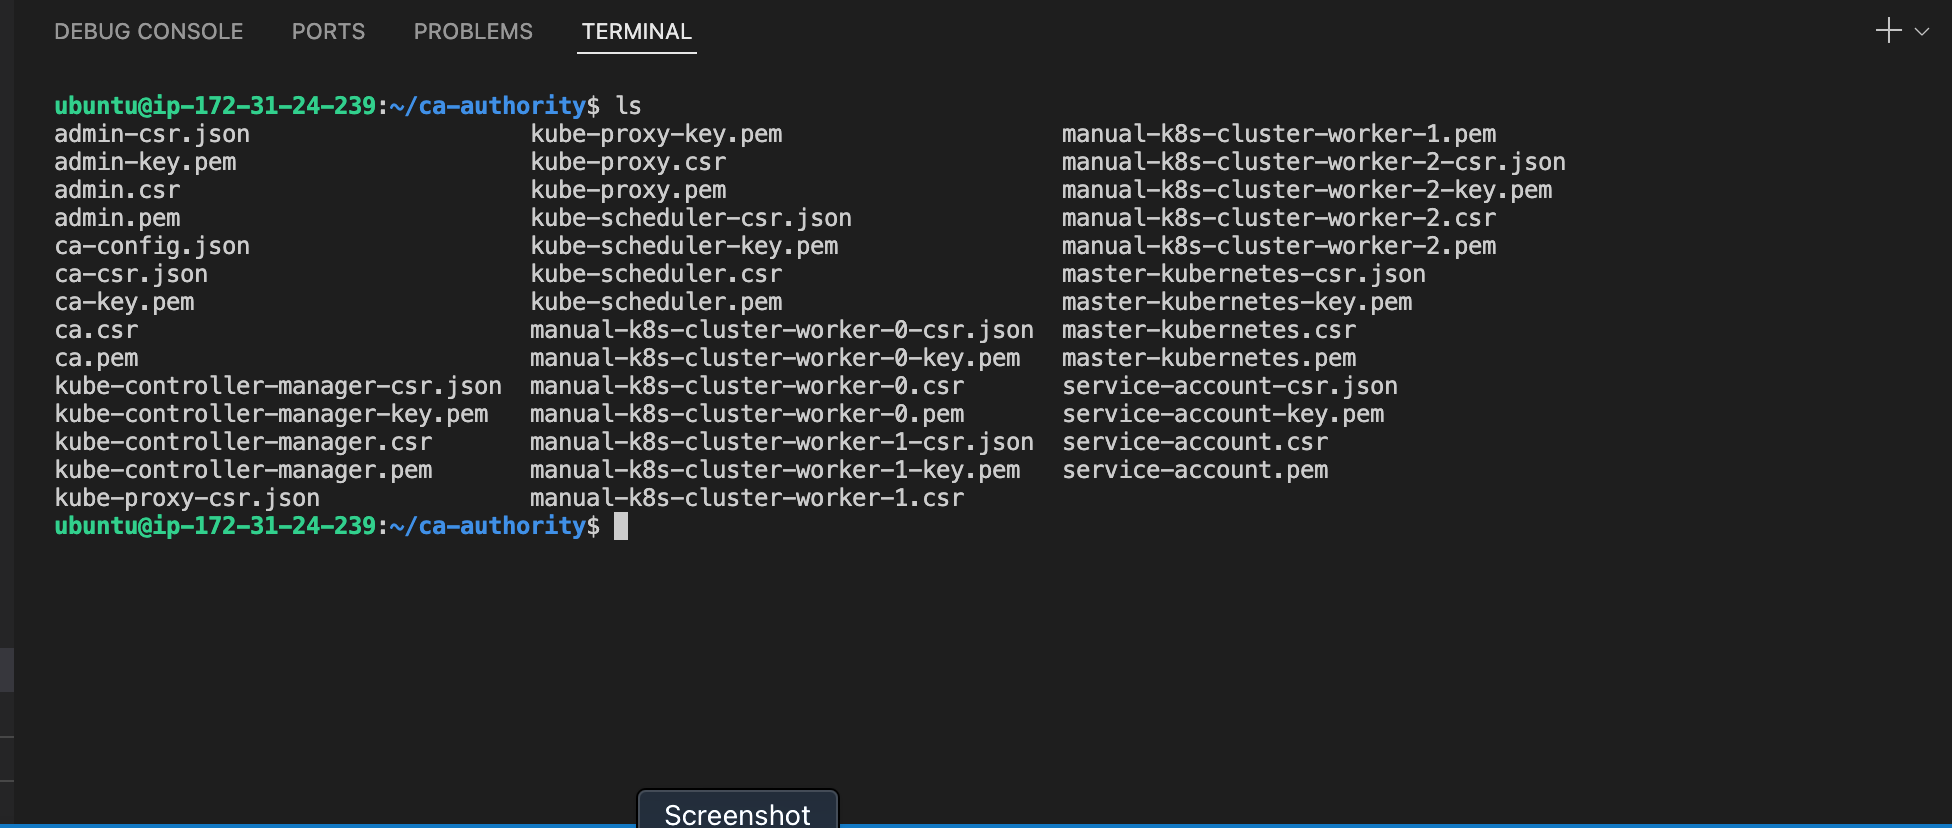 DEBUG CONSOLE PORTS PROBLEMS TERMINAL
ubuntu@ip-172-31-24-239:~/ca-authority$ ls
admin-csr.json kube-proxy-key.pem manual-k8s-cluster-worker-1.pem
admin-key.pem kube-proxy.csr manual-k8s-cluster-worker-2-csr.json
admin.csr kube-proxy.pem manual-k8s-cluster-worker-2-key.pem
admin.pem kube-scheduler-csr.json manual-k8s-cluster-worker-2.csr
ca-config.json kube-scheduler-key.pem manual-k8s-cluster-worker-2.pem
ca-csr.json kube-scheduler.csr master-kubernetes-csr.json
ca-key.pem kube-scheduler.pem master-kubernetes-key.pem
ca.csr manual-k8s-cluster-worker-0-csr.json master-kubernetes.csr
ca.pem manual-k8s-cluster-worker-0-key.pem master-kubernetes.pem
kube-controller-manager-csr.json manual-k8s-cluster-worker-0.csr service-account-csr.json
kube-controller-manager-key.pem manual-k8s-cluster-worker-0.pem service-account-key.pem
kube-controller-manager.csr manual-k8s-cluster-worker-1-csr.json service-account.csr
kube-controller-manager.pem manual-k8s-cluster-worker-1-key.pem service-account.pem
kube-proxy-csr.json manual-k8s-cluster-worker-1.csr
ubuntu@ip-172-31-24-239:~/ca-authority$
Screenshot